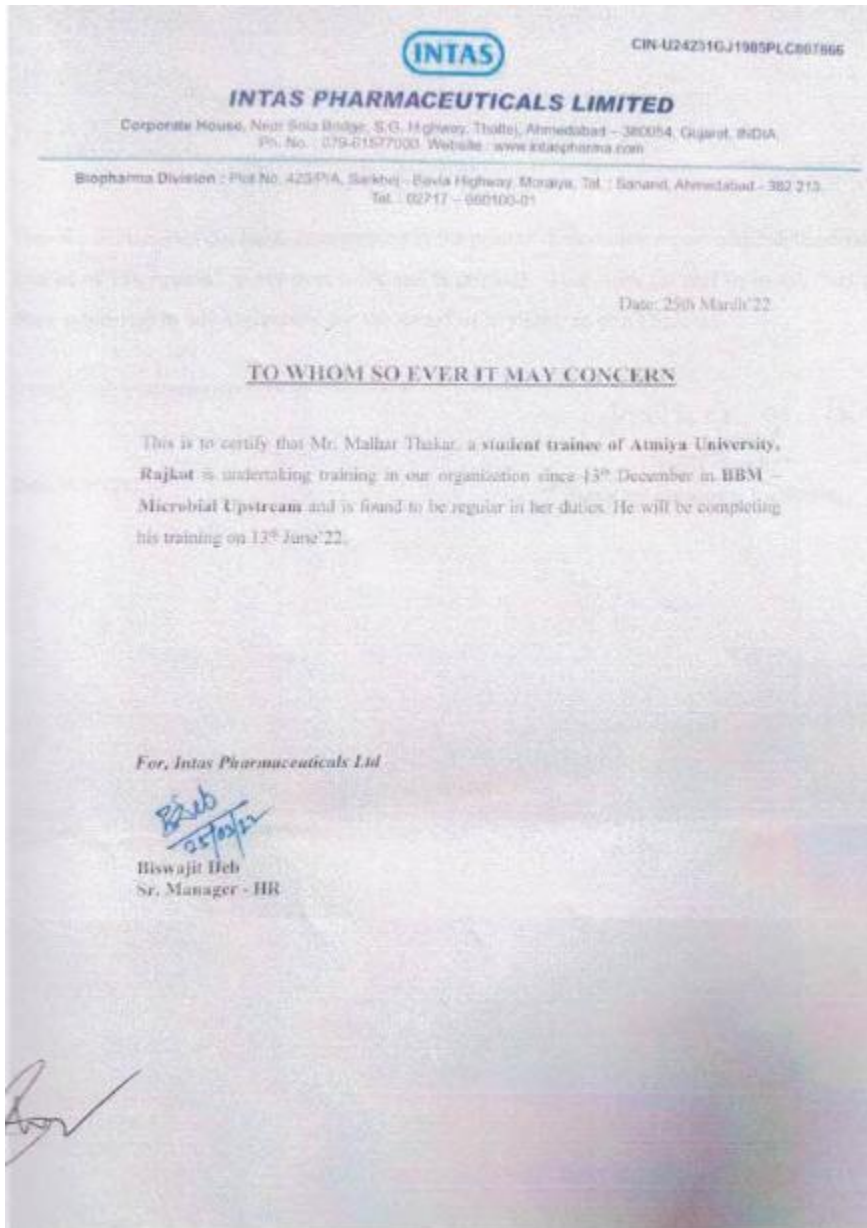 INTAS
CIN-U24231GJ1985PLC007866
INTAS PHARMACEUTICALS LIMITED
Corporate House, Near Sola Bridge, S.G. Highway, Thaltej, Ahmedabad – 380054, Gujarat, INDIA.
Ph. No. : 079-61577000, Website : www.intaspharma.com
Biopharma Division : Plot No. 423/P/A, Sarkhej - Bavla Highway, Moraiya, Tal. : Sanand, Ahmedabad - 382 213.
Tel. : 02717 – 660100-01
Date: 25th March'22
TO WHOM SO EVER IT MAY CONCERN
This is to certify that Mr. Malhar Thakar, a student trainee of Atmiya University,
Rajkot is undertaking training in our organization since 13th December in BBM –
Microbial Upstream and is found to be regular in her duties. He will be completing
his training on 13th June'22.
For, Intas Pharmaceuticals Ltd
BDeb
25/03/22
Biswajit Deb
Sr. Manager - HR